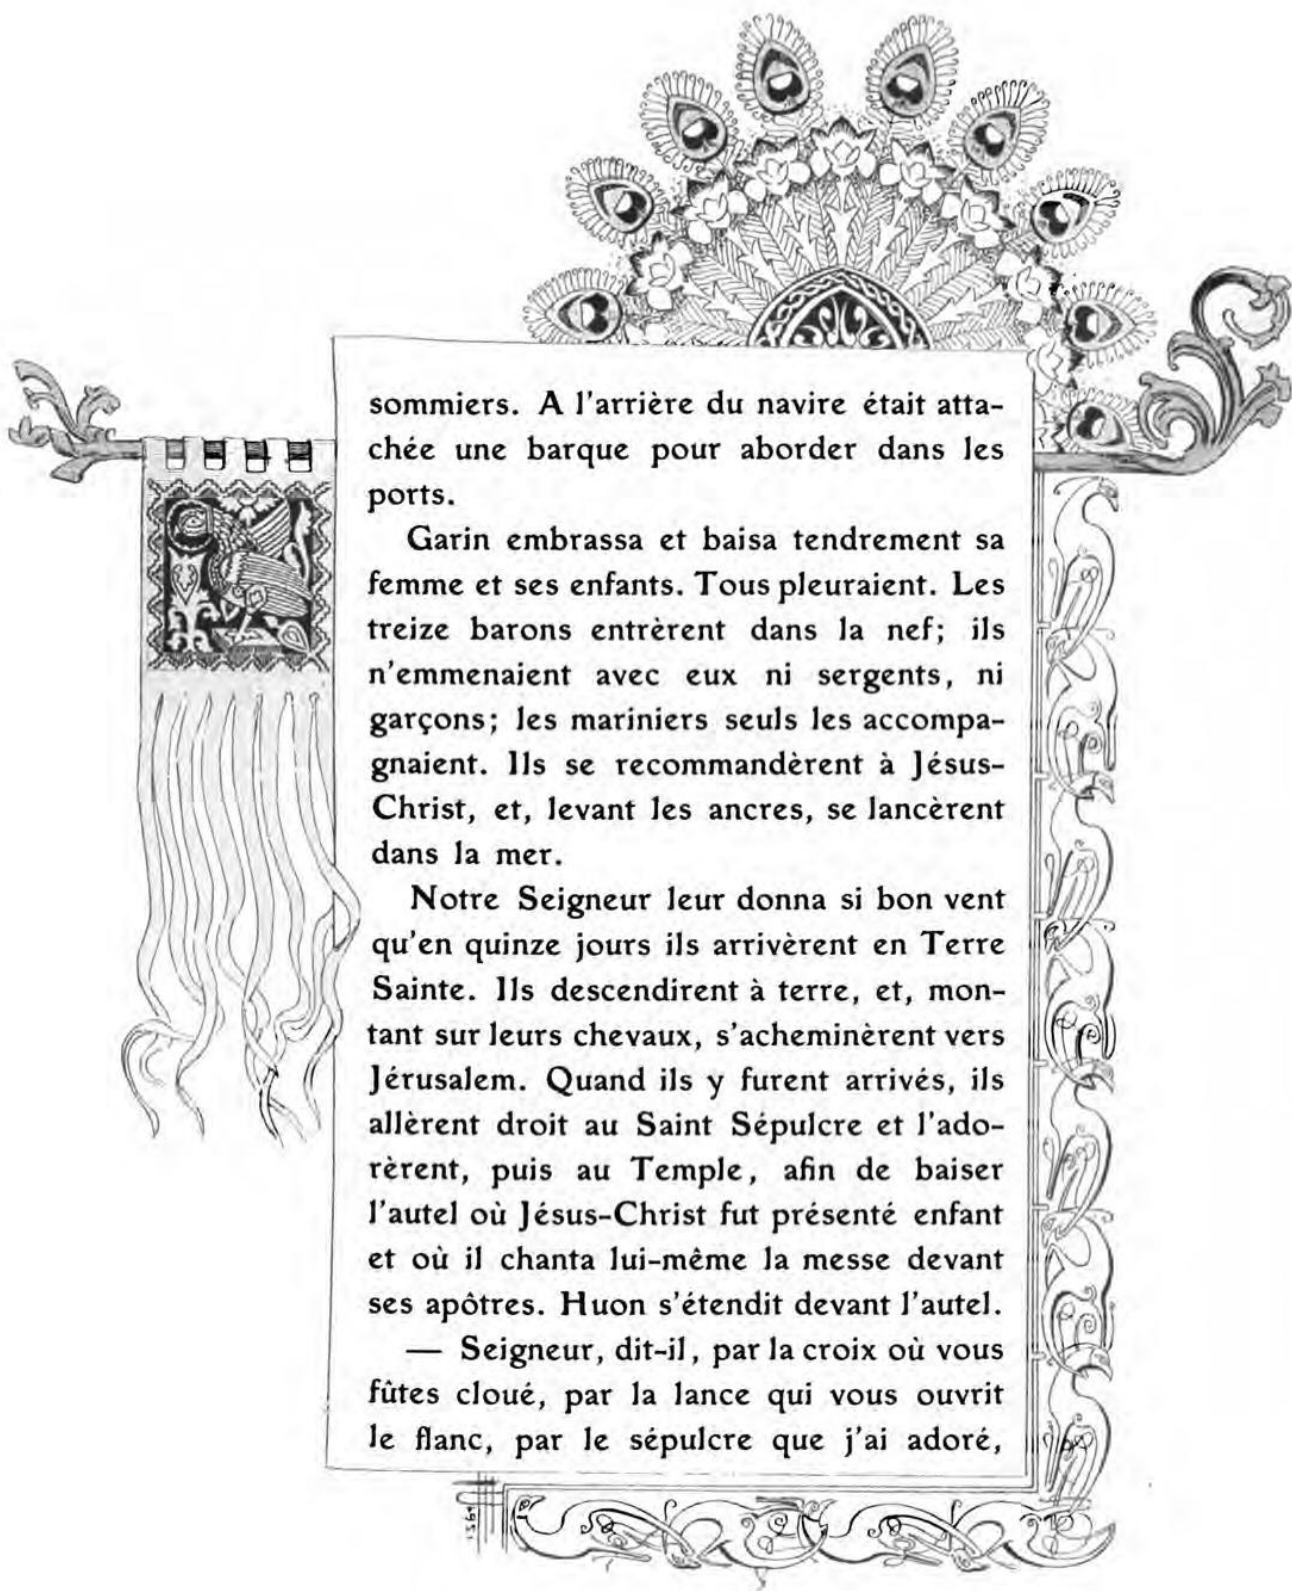 sommiers. A l'arrière du navire était atta-
chée une barque pour aborder dans les
ports.
Garin embrassa et baisa tendrement sa
femme et ses enfants. Tous pleuraient. Les
treize barons entrèrent dans la nef; ils
n'emmenaient avec eux ni sergents, ni
garçons; les mariniers seuls les accompa-
gnaient. Ils se recommandèrent à Jésus-
Christ, et, levant les ancres, se lancèrent
dans la mer.
Notre Seigneur leur donna si bon vent
qu'en quinze jours ils arrivèrent en Terre
Sainte. Ils descendirent à terre, et, mon-
tant sur leurs chevaux, s'acheminèrent vers
Jérusalem. Quand ils y furent arrivés, ils
allèrent droit au Saint Sépulcre et l'ado-
rèrent, puis au Temple, afin de baiser
l'autel où Jésus-Christ fut présenté enfant
et où il chanta lui-même la messe devant
ses apôtres. Huon s'étendit devant l'autel.
— Seigneur, dit-il, par la croix où vous
fûtes cloué, par la lance qui vous ouvrit
le flanc, par le sépulcre que j'ai adoré,